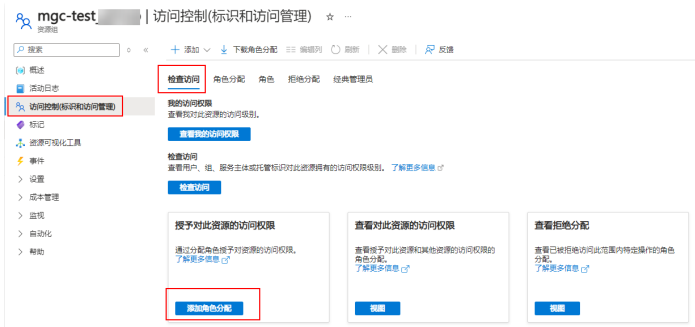 mgc-test_ | 访问控制(标识和访问管理)
资源组
搜索
添加 下载角色分配 编辑列 刷新 删除 反馈
概述
活动日志
访问控制(标识和访问管理)
标记
资源可视化工具
事件
设置
成本管理
监视
自动化
帮助
检查访问 角色分配 角色 拒绝分配 经典管理员
我的访问权限
查看我对此资源的访问级别。
查看我的访问权限
检查访问
查看用户、组、服务主体或托管标识对此资源拥有的访问权限级别。 了解更多信息
检查访问
授予对此资源的访问权限
通过分配角色授予对资源的访问权限。
了解更多信息
添加角色分配
查看对此资源的访问权限
查看授予对此资源和其他资源的访问权限的
角色分配。
了解更多信息
视图
查看拒绝分配
查看已被拒绝访问此范围内特定操作的角色
分配。
了解更多信息
视图